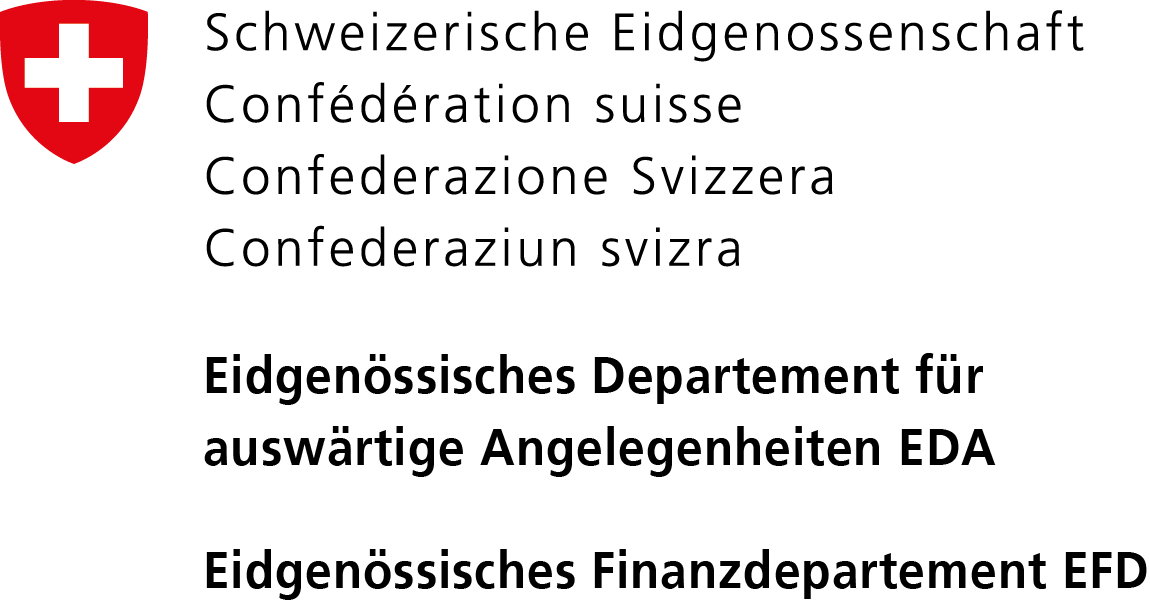 Schweizerische Eidgenossenschaft
Confédération suisse
Confederazione Svizzera
Confederaziun svizra
Eidgenössisches Departement für
auswärtige Angelegenheiten EDA
Eidgenössisches Finanzdepartement EFD